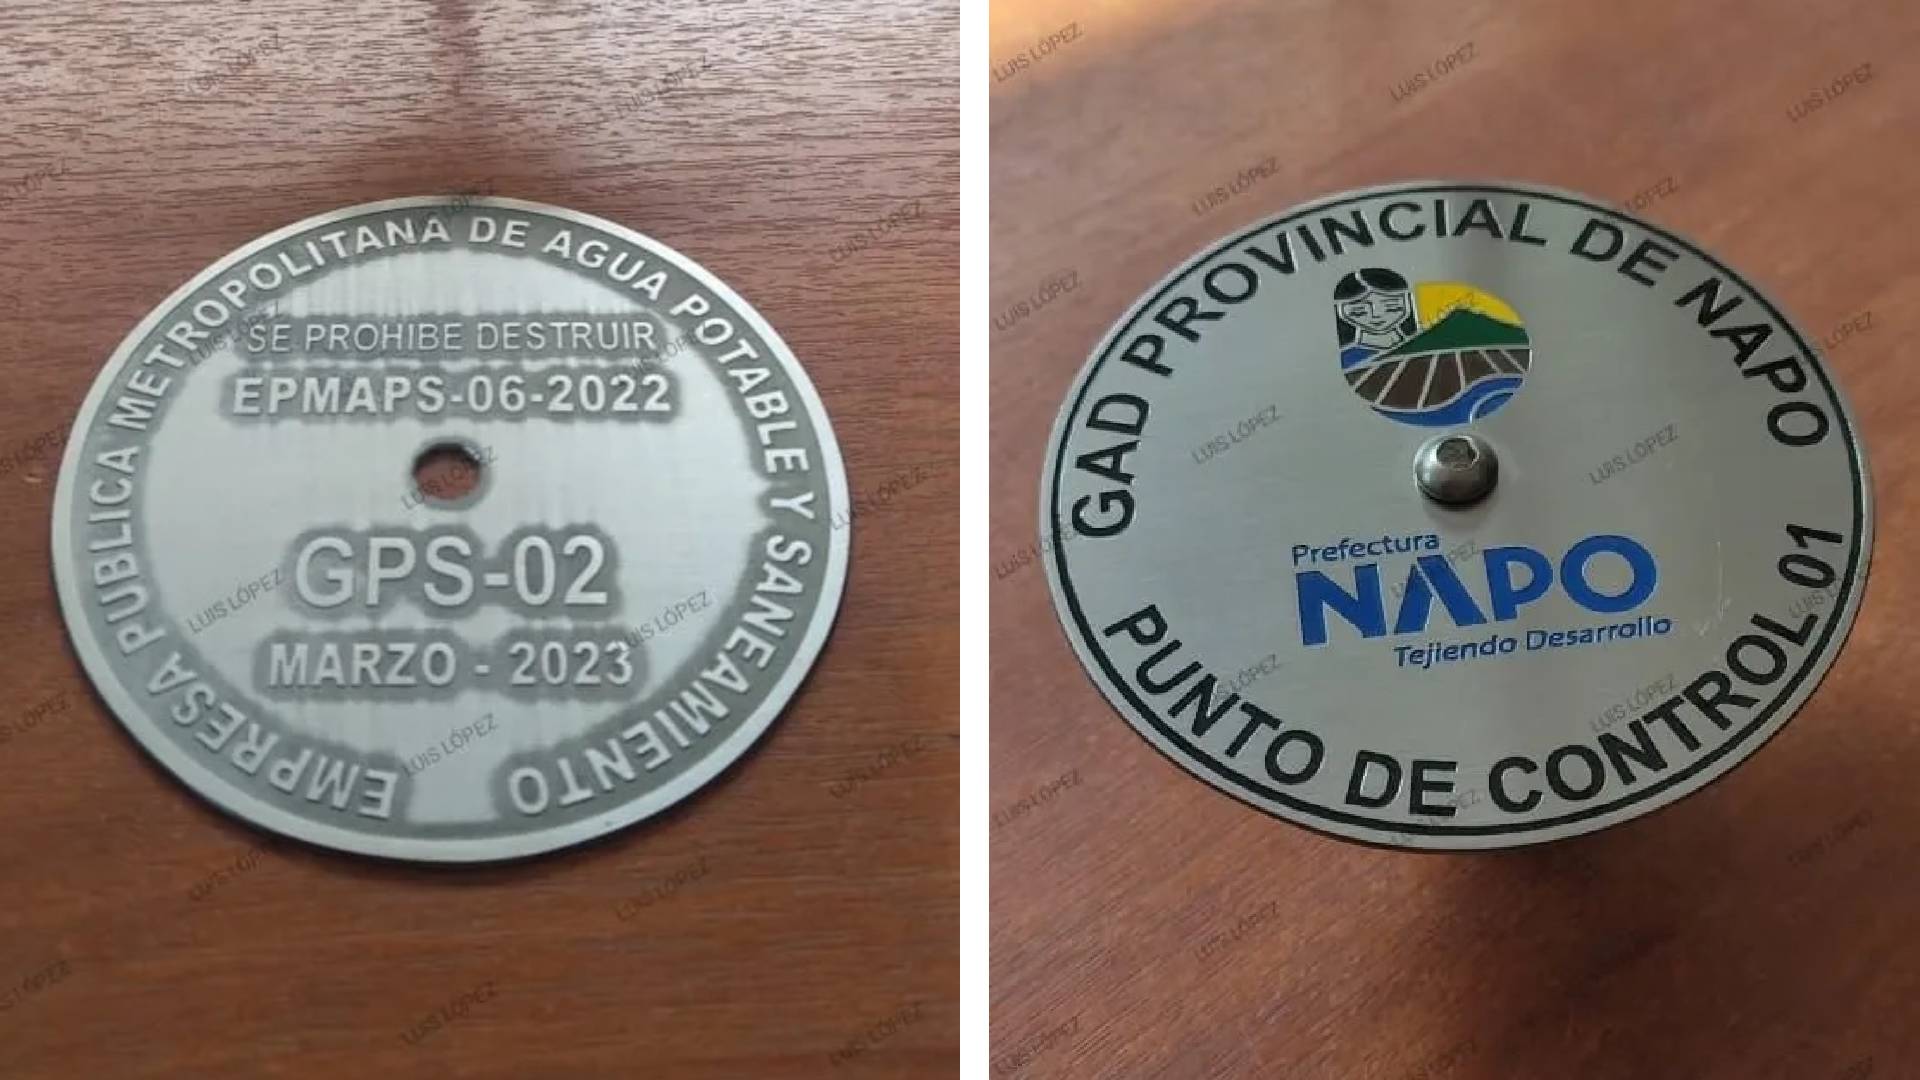 EMPRESA PUBLICA METROPOLITANA DE AGUA POTABLE Y SANEAMIENTO
SE PROHIBE DESTRUIR
EPMAPS-06-2022
GPS-02
MARZO - 2023
GAD PROVINCIAL DE NAPO
Prefectura
NAPO
Tejiendo Desarrollo
PUNTO DE CONTROL 01
LUIS LÓPEZ